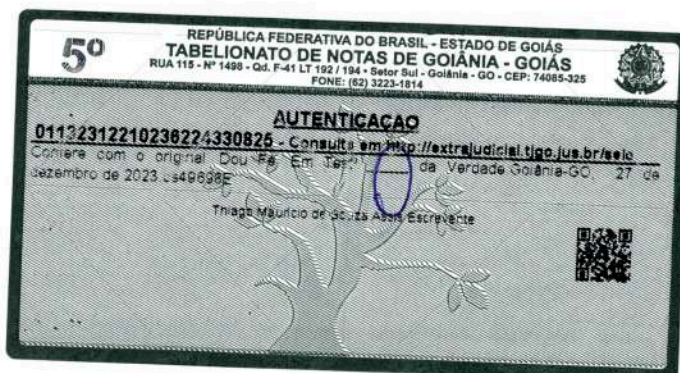 5º
REPÚBLICA FEDERATIVA DO BRASIL - ESTADO DE GOIÁS
TABELIONATO DE NOTAS DE GOIÂNIA - GOIÁS
RUA 115 - Nº 1498 - Qd. F-41 LT 192 / 194 - Setor Sul - Goiânia - GO - CEP: 74085-325
FONE: (62) 3223-1814
AUTENTICAÇÃO
01132312210236224330825 - Consulta em http://extrajudicial.tjgo.jus.br/selo
Confere com o original Dou Fé. Em Test° ______ da Verdade Goiânia-GO, 27 de
dezembro de 2023.
Thiago Mauricio de Souza Assis Escrevente